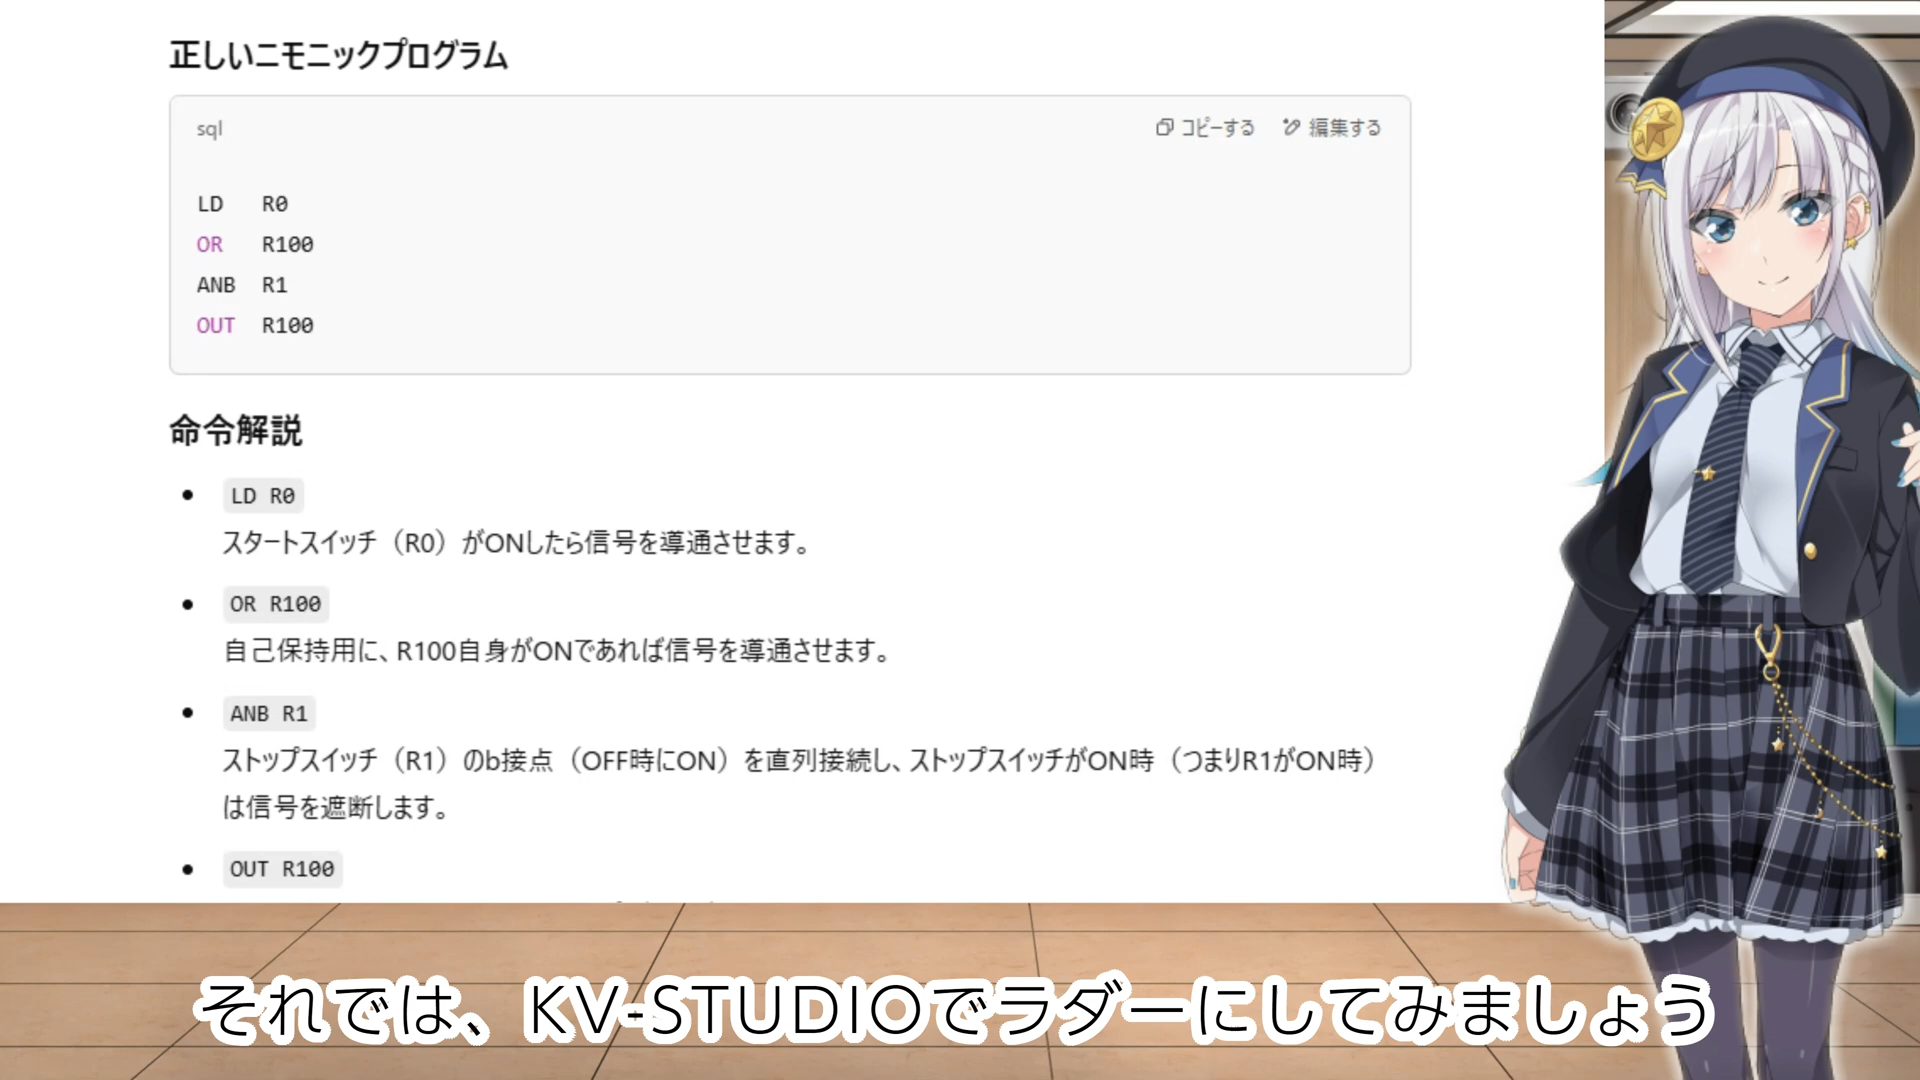 正しいニモニックプログラム
sql
コピーする 編集する
LD R0
OR R100
ANB R1
OUT R100
命令解説
LD R0
スタートスイッチ（R0）がONしたら信号を導通させます。
OR R100
自己保持用に、R100自身がONであれば信号を導通させます。
ANB R1
ストップスイッチ（R1）のb接点（OFF時にON）を直列接続し、ストップスイッチがON時（つまりR1がON時）
は信号を遮断します。
OUT R100
それでは、KV-STUDIOでラダーにしてみましょう